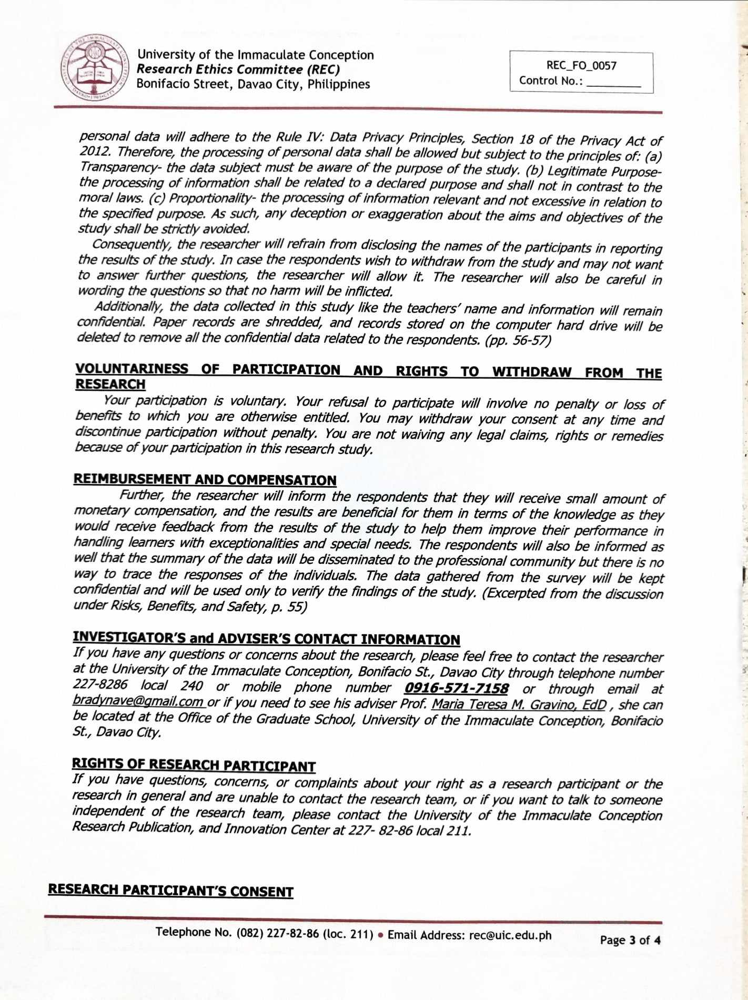 University of the Immaculate Conception
Research Ethics Committee (REC)
Bonifacio Street, Davao City, Philippines
REC_FO_0057
Control No.: _________
personal data will adhere to the Rule IV: Data Privacy Principles, Section 18 of the Privacy Act of
2012. Therefore, the processing of personal data shall be allowed but subject to the principles of: (a)
Transparency- the data subject must be aware of the purpose of the study. (b) Legitimate Purpose-
the processing of information shall be related to a declared purpose and shall not in contrast to the
moral laws. (c) Proportionality- the processing of information relevant and not excessive in relation to
the specified purpose. As such, any deception or exaggeration about the aims and objectives of the
study shall be strictly avoided.
Consequently, the researcher will refrain from disclosing the names of the participants in reporting
the results of the study. In case the respondents wish to withdraw from the study and may not want
to answer further questions, the researcher will allow it. The researcher will also be careful in
wording the questions so that no harm will be inflicted.
Additionally, the data collected in this study like the teachers' name and information will remain
confidential. Paper records are shredded, and records stored on the computer hard drive will be
deleted to remove all the confidential data related to the respondents. (pp. 56-57)
VOLUNTARINESS OF PARTICIPATION AND RIGHTS TO WITHDRAW FROM THE
RESEARCH
Your participation is voluntary. Your refusal to participate will involve no penalty or loss of
benefits to which you are otherwise entitled. You may withdraw your consent at any time and
discontinue participation without penalty. You are not waiving any legal claims, rights or remedies
because of your participation in this research study.
REIMBURSEMENT AND COMPENSATION
Further, the researcher will inform the respondents that they will receive small amount of
monetary compensation, and the results are beneficial for them in terms of the knowledge as they
would receive feedback from the results of the study to help them improve their performance in
handling learners with exceptionalities and special needs. The respondents will also be informed as
well that the summary of the data will be disseminated to the professional community but there is no
way to trace the responses of the individuals. The data gathered from the survey will be kept
confidential and will be used only to verify the findings of the study. (Excerpted from the discussion
under Risks, Benefits, and Safety, p. 55)
INVESTIGATOR'S and ADVISER'S CONTACT INFORMATION
If you have any questions or concerns about the research, please feel free to contact the researcher
at the University of the Immaculate Conception, Bonifacio St., Davao City through telephone number
227-8286 local 240 or mobile phone number 0916-571-7158 or through email at
bradynave@gmail.com or if you need to see his adviser Prof. Maria Teresa M. Gravino, EdD , she can
be located at the Office of the Graduate School, University of the Immaculate Conception, Bonifacio
St., Davao City.
RIGHTS OF RESEARCH PARTICIPANT
If you have questions, concerns, or complaints about your right as a research participant or the
research in general and are unable to contact the research team, or if you want to talk to someone
independent of the research team, please contact the University of the Immaculate Conception
Research Publication, and Innovation Center at 227- 82-86 local 211.
RESEARCH PARTICIPANT'S CONSENT
Telephone No. (082) 227-82-86 (loc. 211) • Email Address: rec@uic.edu.ph
Page 3 of 4